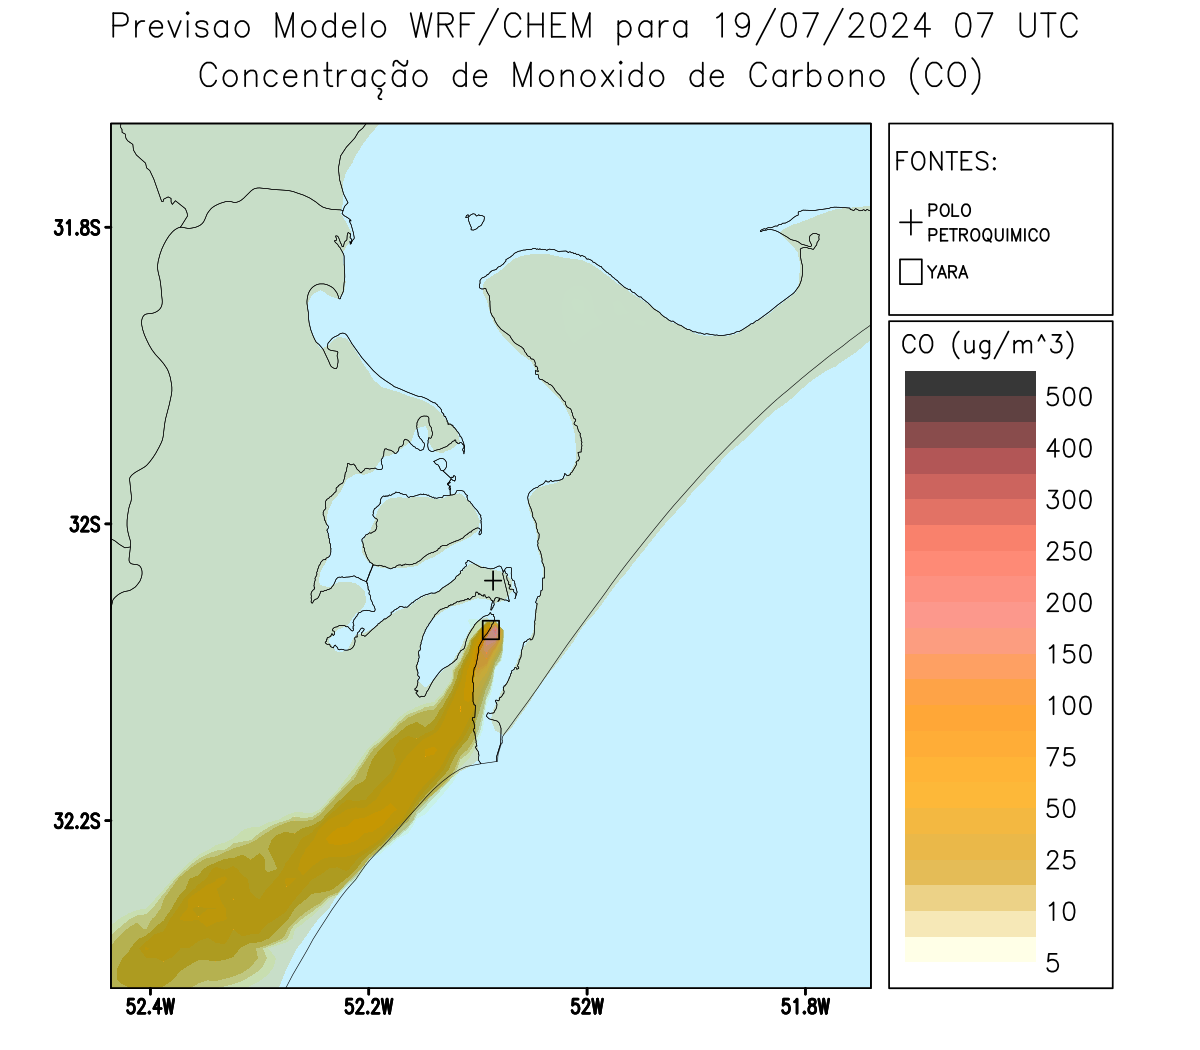 Previsao Modelo WRF/CHEM para 19/07/2024 07 UTC
Concentração de Monoxido de Carbono (CO)
FONTES:
POLO
PETROQUIMICO
YARA
31.8S
32S
32.2S
52.4W
52.2W
52W
51.8W
CO (ug/m^3)
500
400
300
250
200
150
100
75
50
25
10
5